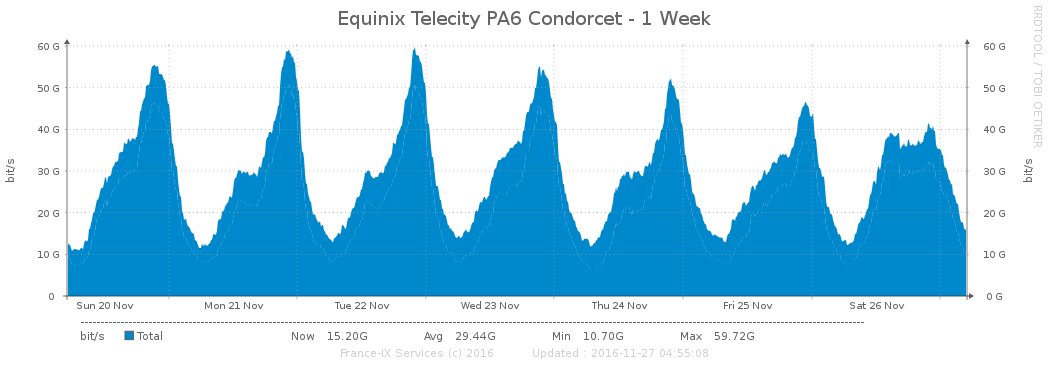 Equinix Telecity PA6 Condorcet - 1 Week
RRDTOOL / TOBI OETIKER
bit/s
60 G 60 G
50 G 50 G
40 G 40 G
30 G 30 G
20 G 20 G
10 G 10 G
0 0 G
bit/s
Sun 20 Nov Mon 21 Nov Tue 22 Nov Wed 23 Nov Thu 24 Nov Fri 25 Nov Sat 26 Nov
bit/s Total Now 15.20G Avg 29.44G Min 10.70G Max 59.72G
France-IX Services (c) 2016 Updated : 2016-11-27 04:55:08